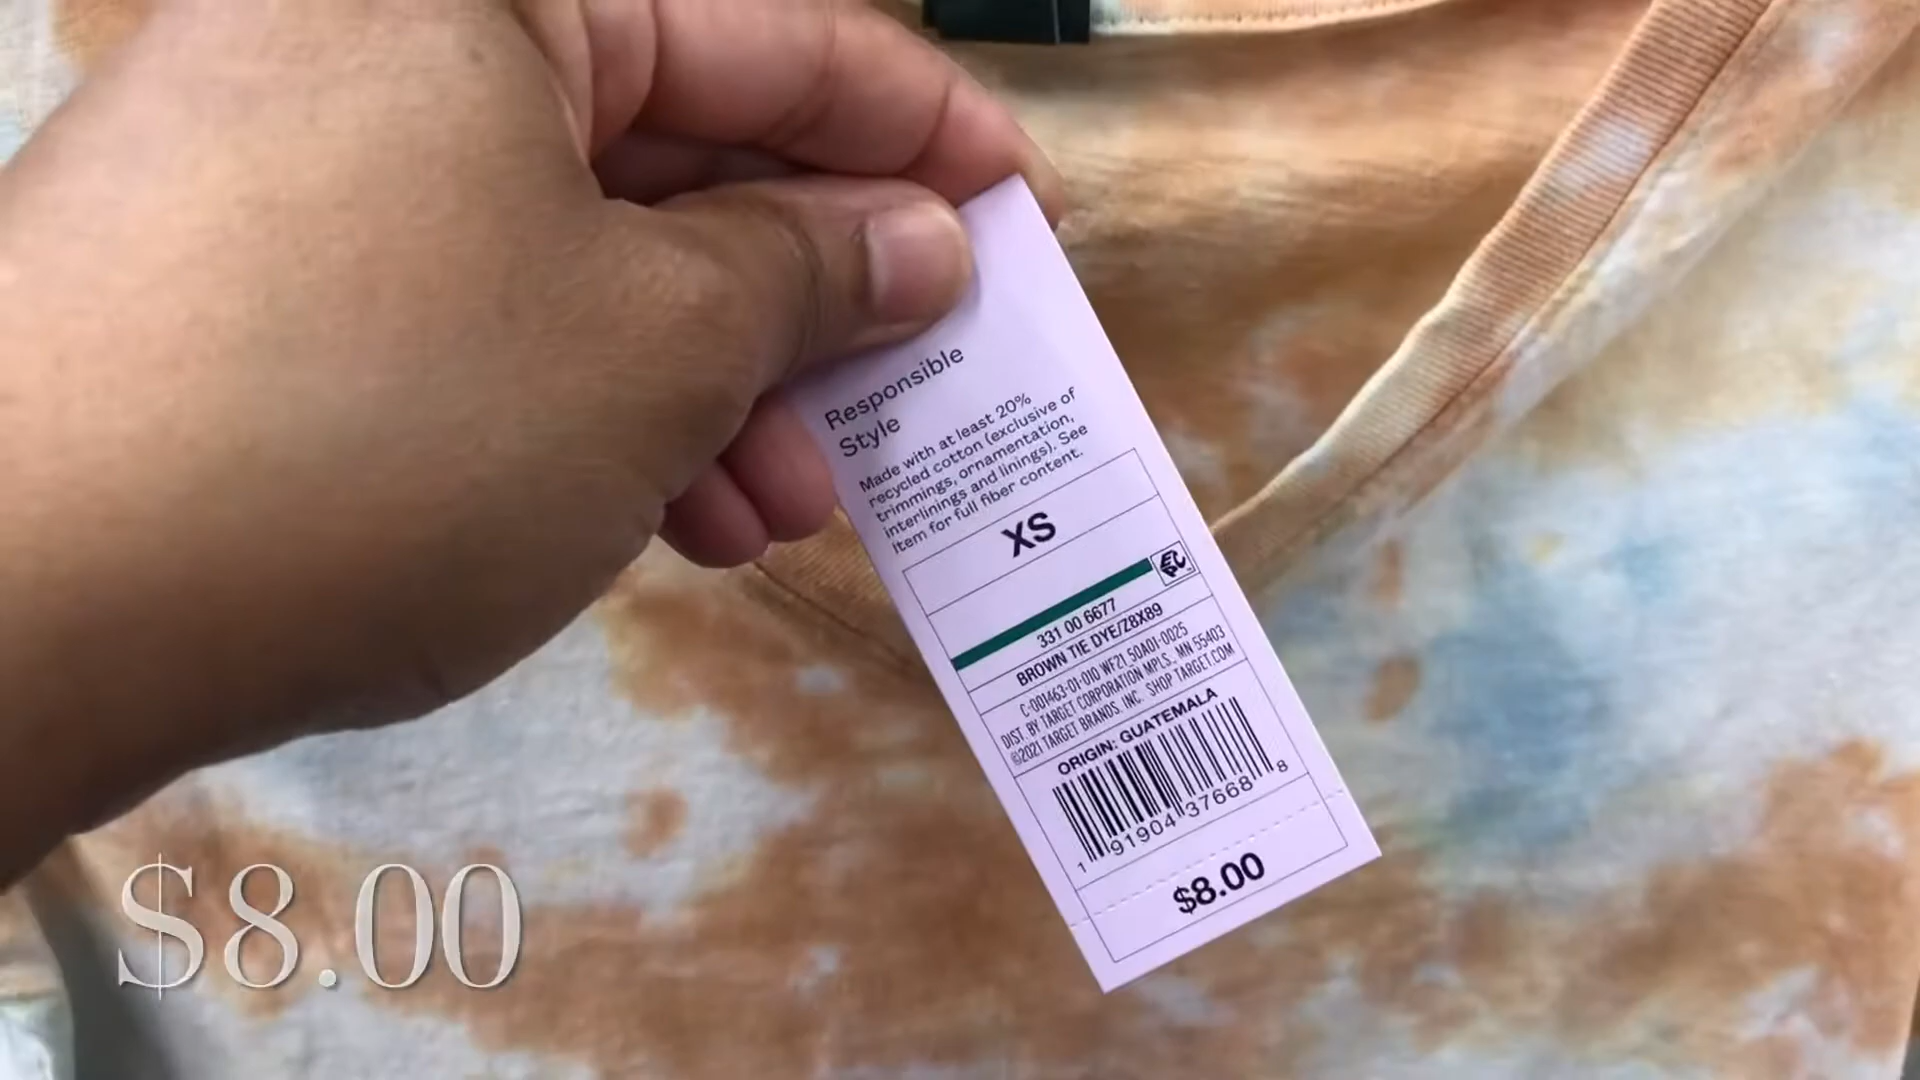 Responsible
Style
Made with at least 20%
recycled cotton (exclusive of
trimmings, ornamentation,
interlinings and linings). See
item for full fiber content.
XS
331 00 6677
BROWN TIE DYE/Z8X89
C-001463-01-010 WF21_50A01-0025
DIST. BY TARGET CORPORATION MPLS., MN 55403
©2021 TARGET BRANDS, INC. SHOP TARGET.COM
ORIGIN: GUATEMALA
1 91904 37668 8
$8.00
$8.00